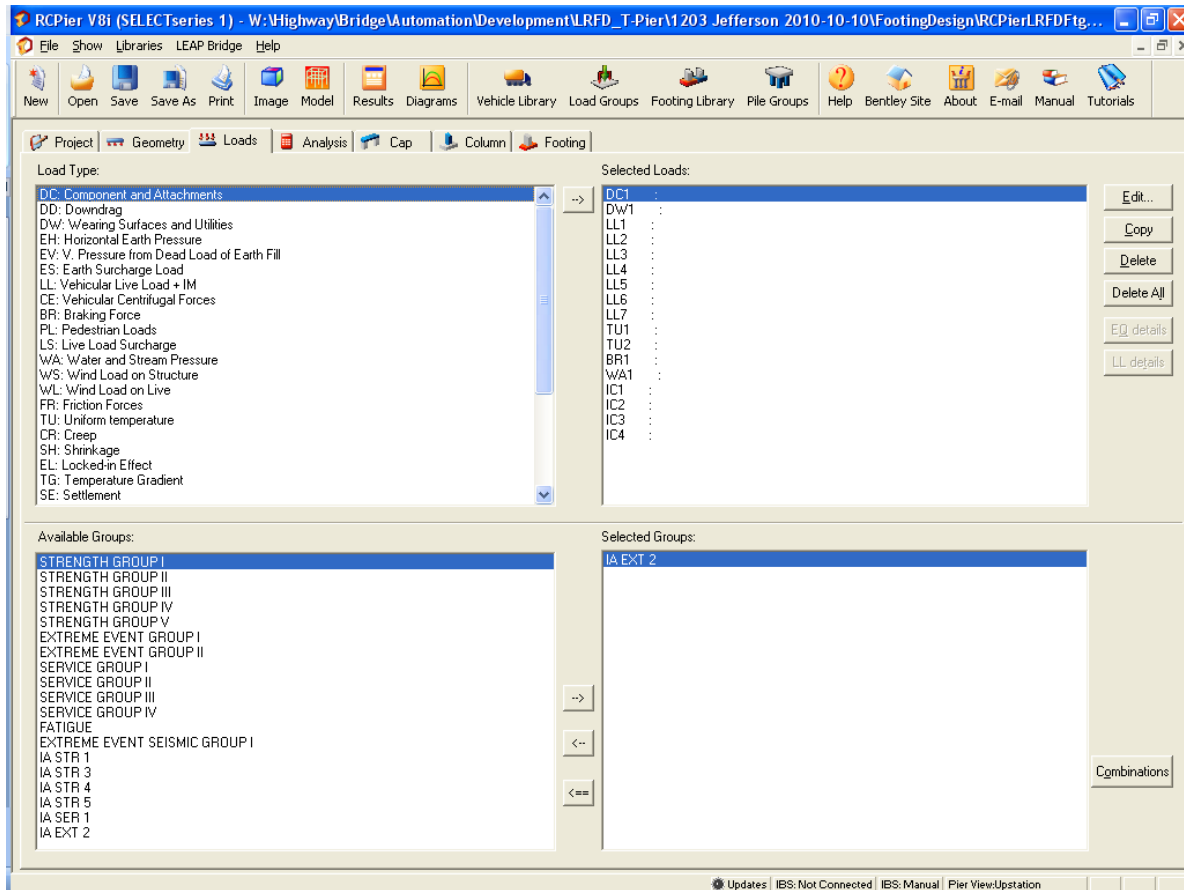 RCPier V8i (SELECTseries 1) - W:\Highway\Bridge\Automation\Development\LRFD_T-Pier\1203 Jefferson 2010-10-10\FootingDesign\RCPierLRFDFtg...
File Show Libraries LEAP Bridge Help
New Open Save Save As Print Image Model Results Diagrams Vehicle Library Load Groups Footing Library Pile Groups Help Bentley Site About E-mail Manual Tutorials
Project Geometry Loads Analysis Cap Column Footing
Load Type:
DC: Component and Attachments
DD: Downdrag
DW: Wearing Surfaces and Utilities
EH: Horizontal Earth Pressure
EV: V. Pressure from Dead Load of Earth Fill
ES: Earth Surcharge Load
LL: Vehicular Live Load + IM
CE: Vehicular Centrifugal Forces
BR: Braking Force
PL: Pedestrian Loads
LS: Live Load Surcharge
WA: Water and Stream Pressure
WS: Wind Load on Structure
WL: Wind Load on Live
FR: Friction Forces
TU: Uniform temperature
CR: Creep
SH: Shrinkage
EL: Locked-in Effect
TG: Temperature Gradient
SE: Settlement
-->
Selected Loads:
DC1 :
DW1 :
LL1 :
LL2 :
LL3 :
LL4 :
LL5 :
LL6 :
LL7 :
TU1 :
TU2 :
BR1 :
WA1 :
IC1 :
IC2 :
IC3 :
IC4 :
Edit...
Copy
Delete
Delete All
EQ details
LL details
Available Groups:
STRENGTH GROUP I
STRENGTH GROUP II
STRENGTH GROUP III
STRENGTH GROUP IV
STRENGTH GROUP V
EXTREME EVENT GROUP I
EXTREME EVENT GROUP II
SERVICE GROUP I
SERVICE GROUP II
SERVICE GROUP III
SERVICE GROUP IV
FATIGUE
EXTREME EVENT SEISMIC GROUP I
IA STR 1
IA STR 3
IA STR 4
IA STR 5
IA SER 1
IA EXT 2
-->
<--
<==
Selected Groups:
IA EXT 2
Combinations
Updates IBS: Not Connected IBS: Manual Pier View:Upstation